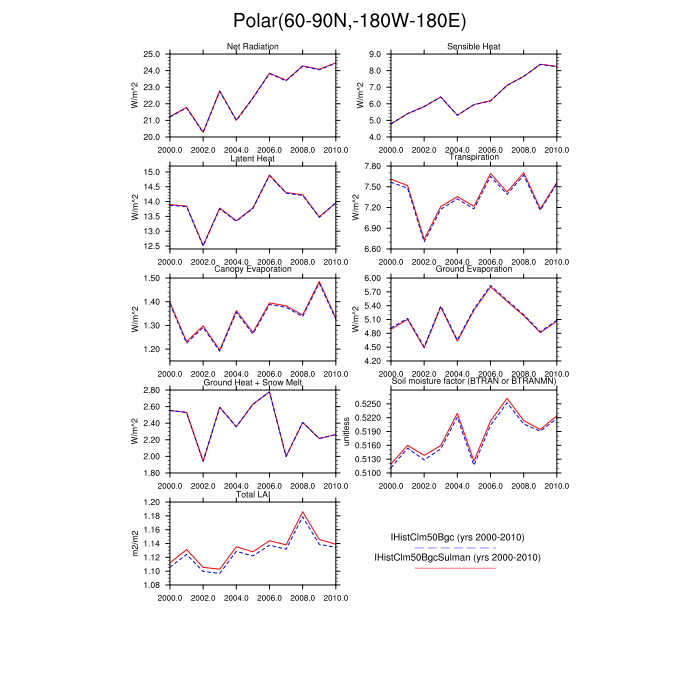 Polar(60-90N,-180W-180E)
Net Radiation
W/m^2
25.0
24.0
23.0
22.0
21.0
20.0
2000.0 2002.0 2004.0 2006.0 2008.0 2010.0
Sensible Heat
W/m^2
9.0
8.0
7.0
6.0
5.0
4.0
2000.0 2002.0 2004.0 2006.0 2008.0 2010.0
Latent Heat
W/m^2
15.0
14.5
14.0
13.5
13.0
12.5
2000.0 2002.0 2004.0 2006.0 2008.0 2010.0
Transpiration
W/m^2
7.80
7.50
7.20
6.90
6.60
2000.0 2002.0 2004.0 2006.0 2008.0 2010.0
Canopy Evaporation
W/m^2
1.50
1.40
1.30
1.20
2000.0 2002.0 2004.0 2006.0 2008.0 2010.0
Ground Evaporation
W/m^2
6.00
5.70
5.40
5.10
4.80
4.50
4.20
2000.0 2002.0 2004.0 2006.0 2008.0 2010.0
Ground Heat + Snow Melt
W/m^2
2.80
2.60
2.40
2.20
2.00
1.80
2000.0 2002.0 2004.0 2006.0 2008.0 2010.0
Soil moisture factor (BTRAN or BTRANMN)
unitless
0.5250
0.5220
0.5190
0.5160
0.5130
0.5100
2000.0 2002.0 2004.0 2006.0 2008.0 2010.0
Total LAI
m2/m2
1.20
1.18
1.16
1.14
1.12
1.10
1.08
2000.0 2002.0 2004.0 2006.0 2008.0 2010.0
IHistClm50Bgc (yrs 2000-2010)
IHistClm50BgcSulman (yrs 2000-2010)